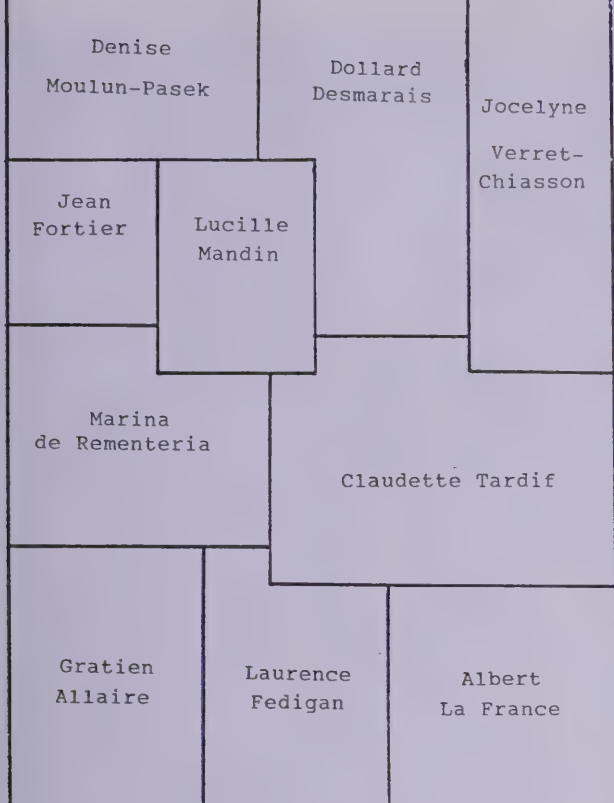 Denise
Moulun-Pasek
Dollard
Desmarais
Jocelyne
Verret-
Chiasson
Jean
Fortier
Lucille
Mandin
Marina
de Rementeria
Claudette Tardif
Gratien
Allaire
Laurence
Fedigan
Albert
La France